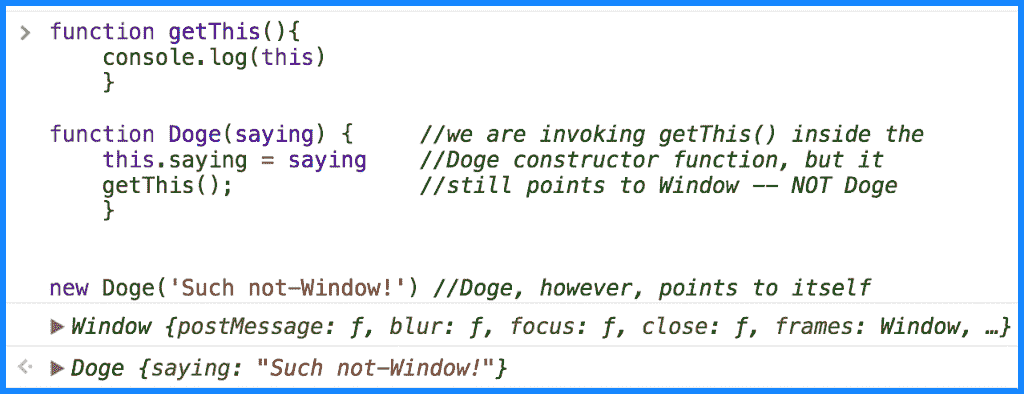 function getThis(){
console.log(this)
}
function Doge(saying) { //we are invoking getThis() inside the
this.saying = saying //Doge constructor function, but it
getThis(); //still points to Window -- NOT Doge
}
new Doge('Such not-Window!') //Doge, however, points to itself
Window {postMessage: ƒ, blur: ƒ, focus: ƒ, close: ƒ, frames: Window, …}
Doge {saying: "Such not-Window!"}